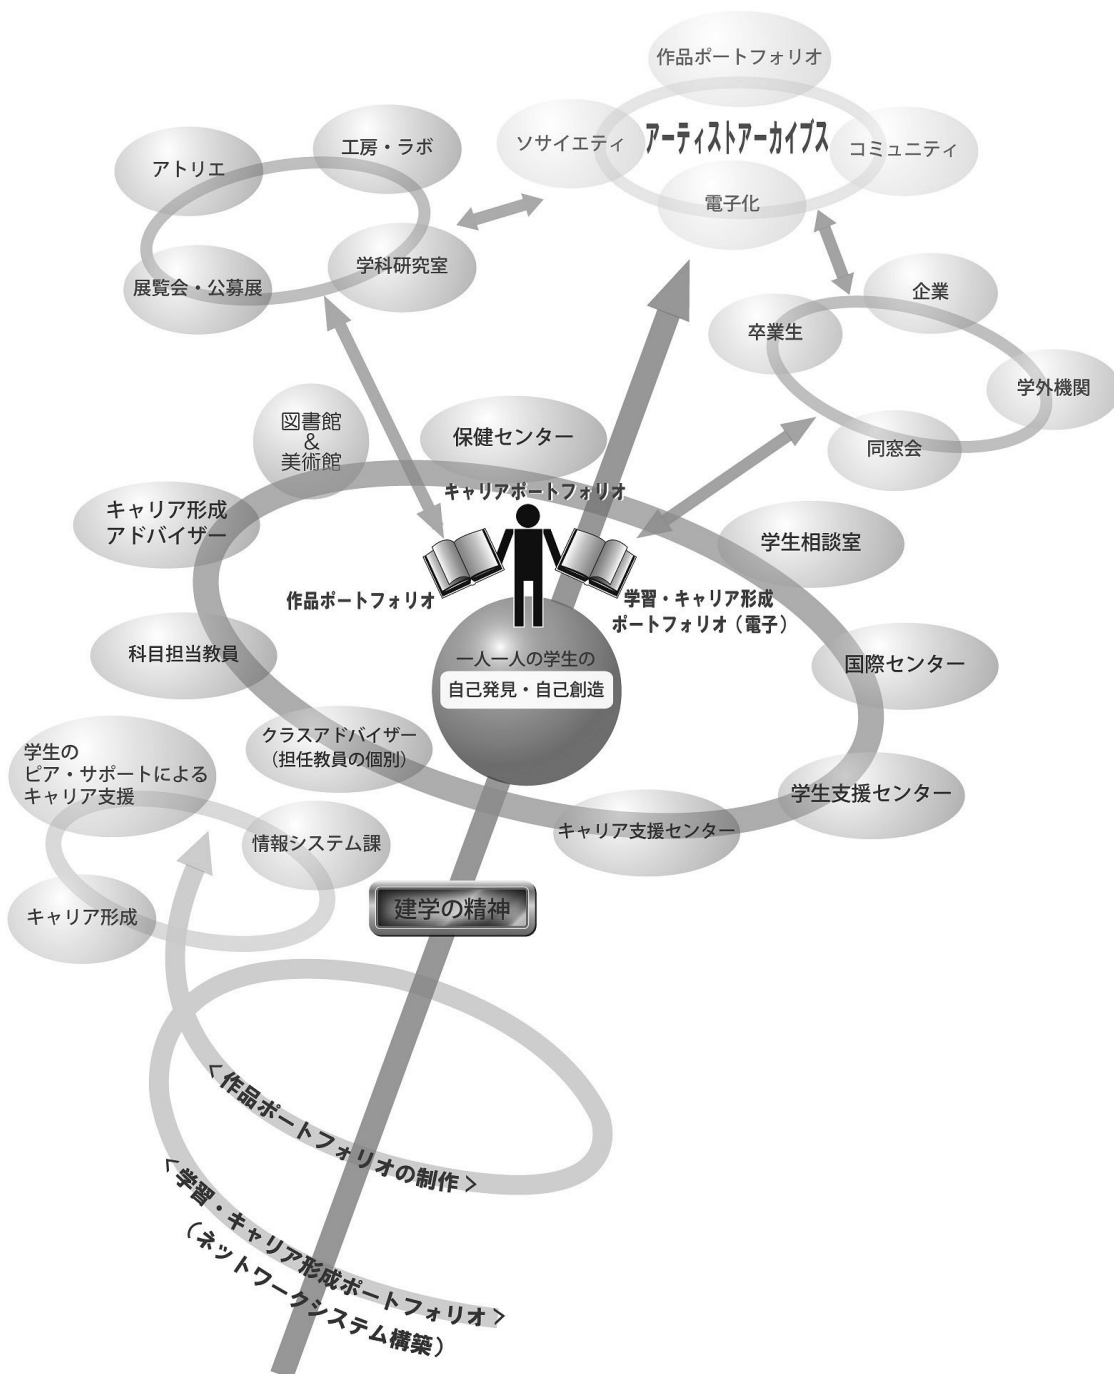 作品ポートフォリオ
ソサイエティ
アーティストアーカイブス
コミュニティ
電子化
アトリエ
工房・ラボ
学科研究室
展覧会・公募展
企業
卒業生
学外機関
同窓会
図書館
&
美術館
保健センター
キャリアポートフォリオ
キャリア形成
アドバイザー
学生相談室
作品ポートフォリオ
学習・キャリア形成
ポートフォリオ（電子）
科目担当教員
一人一人の学生の
自己発見・自己創造
国際センター
クラスアドバイザー
（担任教員の個別）
学生支援センター
キャリア支援センター
学生の
ピア・サポートによる
キャリア支援
情報システム課
キャリア形成
建学の精神
＜作品ポートフォリオの制作＞
＜学習・キャリア形成ポートフォリオ＞
（ネットワークシステム構築）